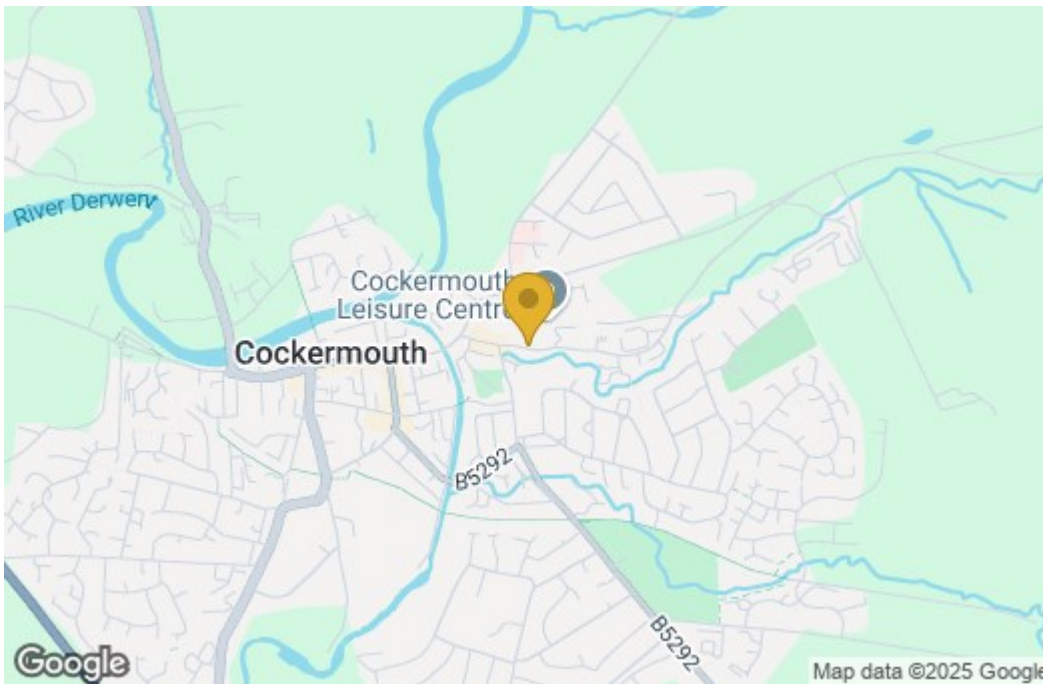 River Derwent
Cockermouth
Leisure Centre
Cockermouth
B5292
B5292
Google
Map data ©2025 Google